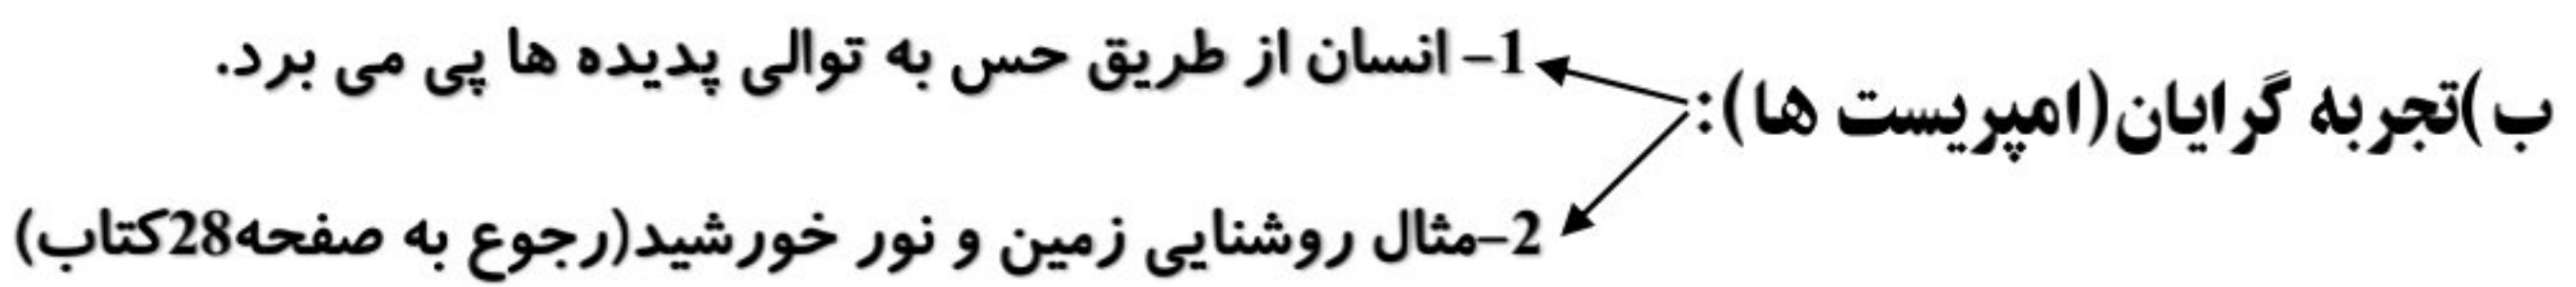 ب)تجربه گرایان(امپریست ها):
1- انسان از طریق حس به توالی پدیده ها پی می برد.
2-مثال روشنایی زمین و نور خورشید(رجوع به صفحه28کتاب)